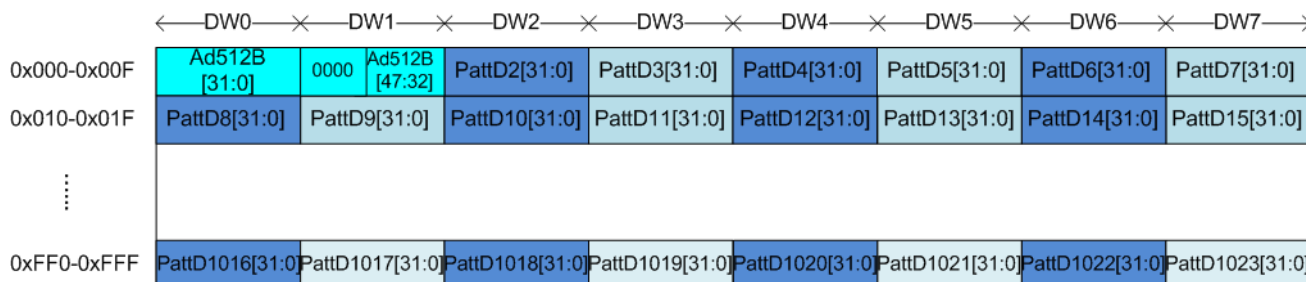 DW0 DW1 DW2 DW3 DW4 DW5 DW6 DW7
0x000-0x00F Ad512B [31:0] 0000 Ad512B [47:32] PattD2[31:0] PattD3[31:0] PattD4[31:0] PattD5[31:0] PattD6[31:0] PattD7[31:0]
0x010-0x01F PattD8[31:0] PattD9[31:0] PattD10[31:0] PattD11[31:0] PattD12[31:0] PattD13[31:0] PattD14[31:0] PattD15[31:0]
0xFF0-0xFFF PattD1016[31:0] PattD1017[31:0] PattD1018[31:0] PattD1019[31:0] PattD1020[31:0] PattD1021[31:0] PattD1022[31:0] PattD1023[31:0]